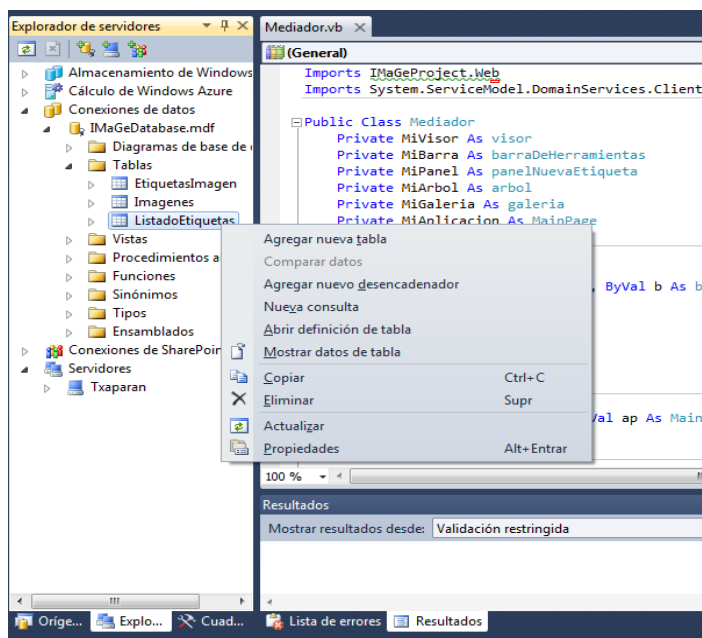 Explorador de servidores
Almacenamiento de Windows
Cálculo de Windows Azure
Conexiones de datos
IMaGeDatabase.mdf
Diagramas de base de
Tablas
EtiquetasImagen
Imagenes
ListadoEtiquetas
Vistas
Procedimientos a
Funciones
Sinónimos
Tipos
Ensamblados
Conexiones de SharePoin
Servidores
Txaparan
Oríge...
Explo...
Cuad...
Mediador.vb
(General)
Imports IMaGeProject.Web
Imports System.ServiceModel.DomainServices.Client
Public Class Mediador
Private MiVisor As visor
Private MiBarra As barraDeHerramientas
Private MiPanel As panelNuevaEtiqueta
Private MiArbol As arbol
Private MiGaleria As galeria
Private MiAplicacion As MainPage
, ByVal b As b
Val ap As Main
Agregar nueva tabla
Comparar datos
Agregar nuevo desencadenador
Nueva consulta
Abrir definición de tabla
Mostrar datos de tabla
Copiar Ctrl+C
Eliminar Supr
Actualizar
Propiedades Alt+Entrar
100 %
Resultados
Mostrar resultados desde: Validación restringida
Lista de errores
Resultados